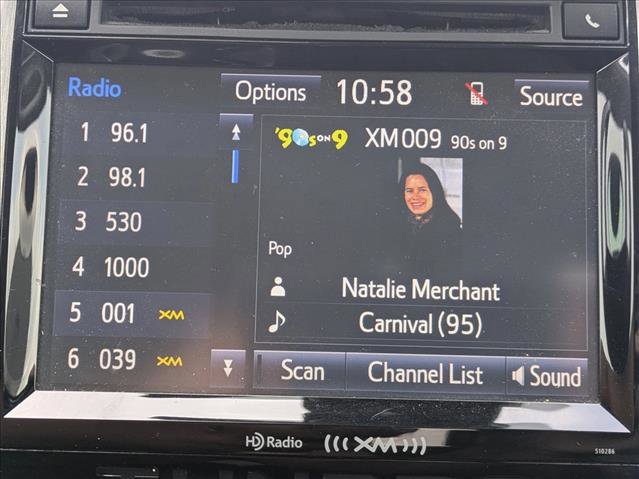 Radio Options 10:58 Source
1 96.1
2 98.1
3 530
4 1000
5 001 XM
6 039 XM
'90s ON 9 XM009 90s on 9
Pop
Natalie Merchant
Carnival (95)
Scan Channel List Sound
HD Radio (((XM)))
510286